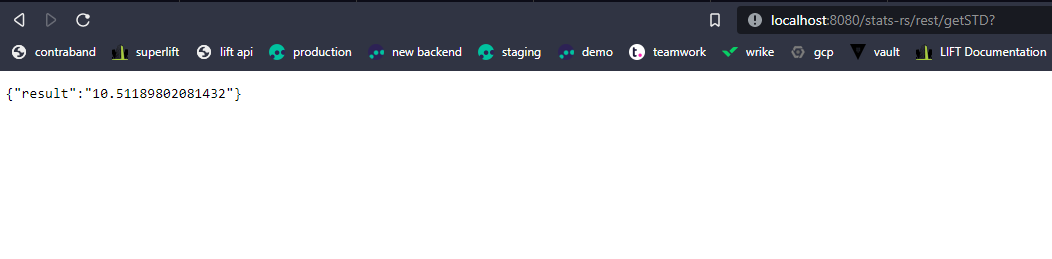 localhost:8080/stats-rs/rest/getSTD?
contraband superlift lift api production new backend staging demo teamwork wrike gcp vault LIFT Documentation
{"result":"10.51189802081432"}